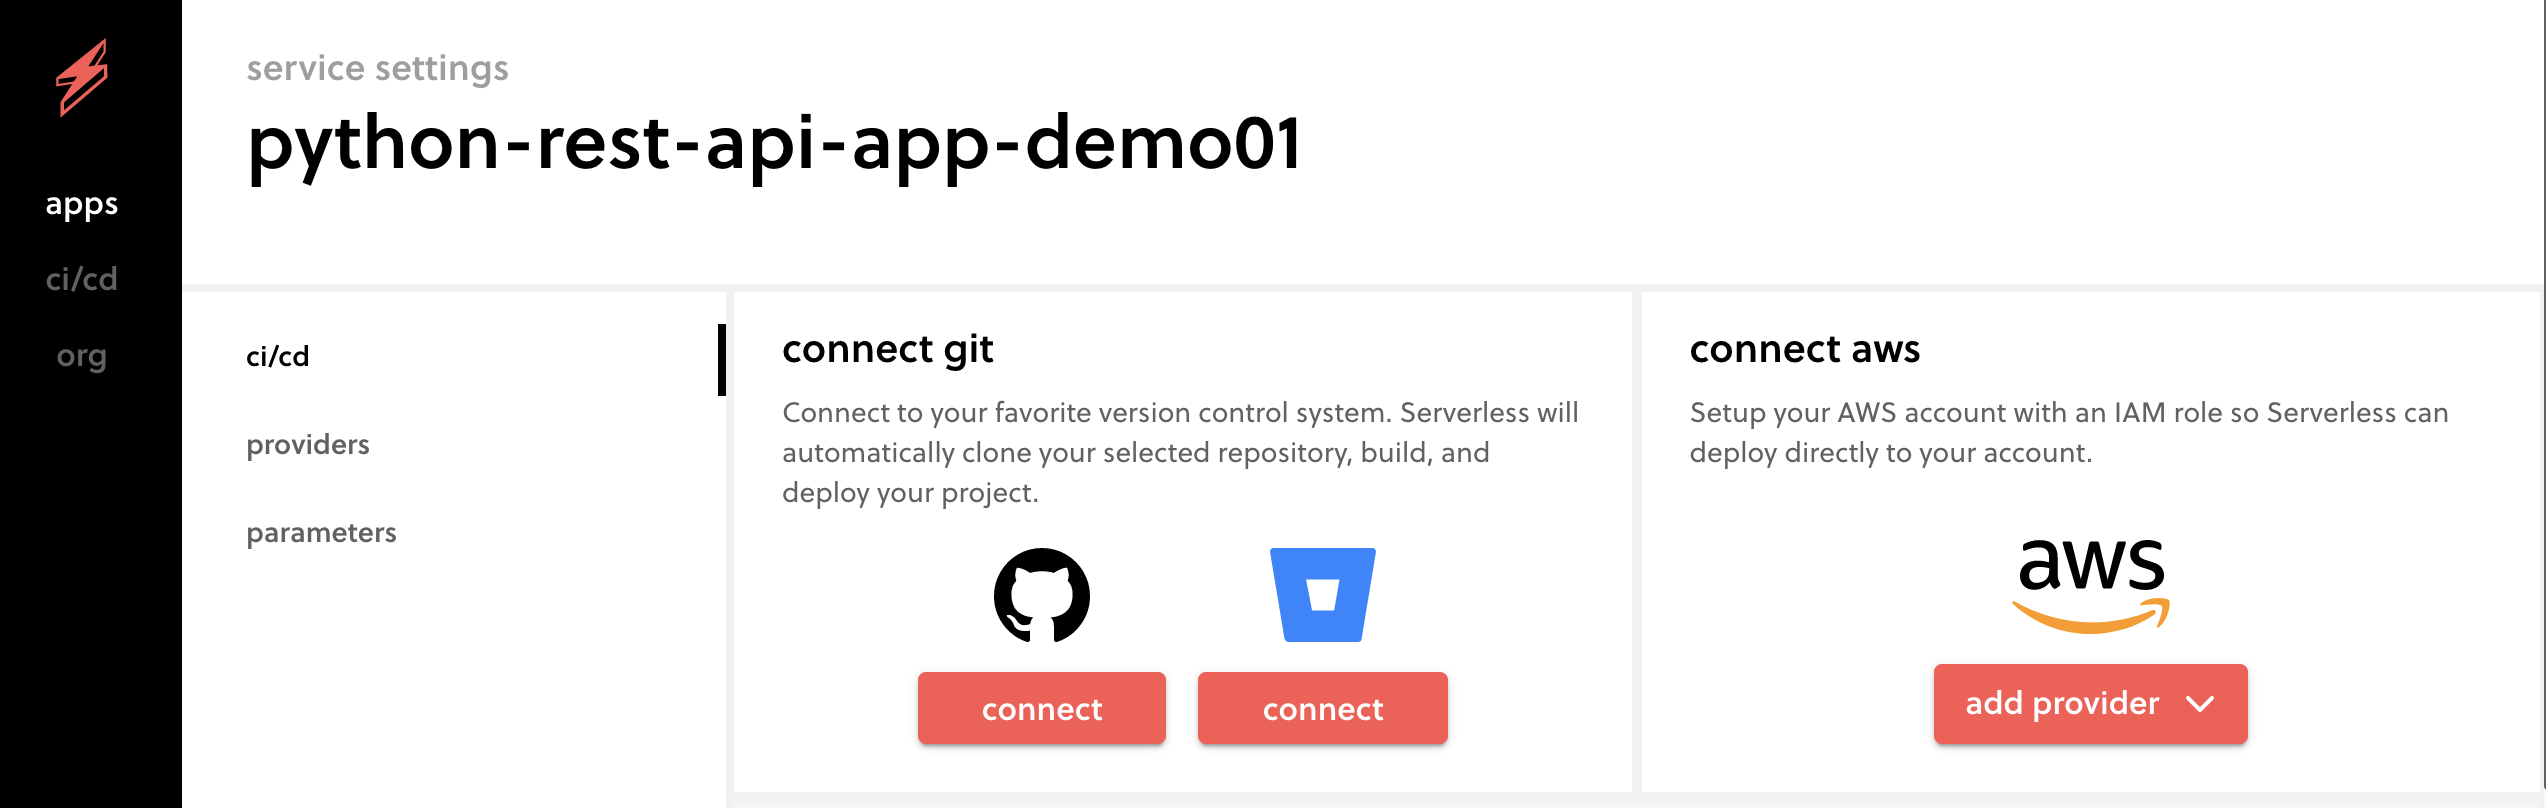 service settings
python-rest-api-app-demo01
apps
ci/cd
org
ci/cd
providers
parameters
connect git
Connect to your favorite version control system. Serverless will
automatically clone your selected repository, build, and
deploy your project.
connect
connect
connect aws
Setup your AWS account with an IAM role so Serverless can
deploy directly to your account.
aws
add provider